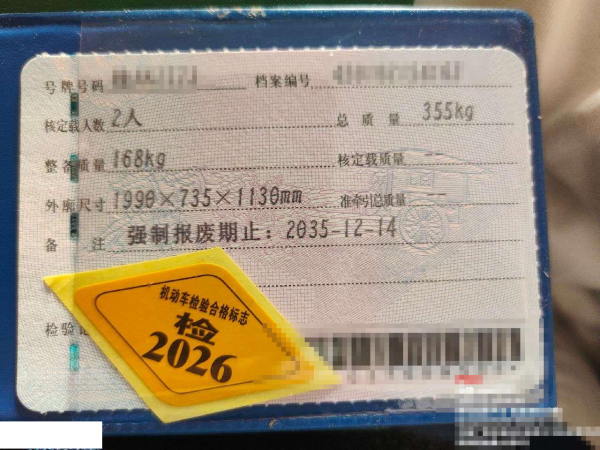 号牌号码 档案编号
核定载人数 2人 总质量 355kg
整备质量 168kg 核定载质量 --
外廓尺寸 1990×735×1130mm 准牵引总质量 --
备注 强制报废期止：2035-12-14
机动车检验合格标志
检
2026
检验记